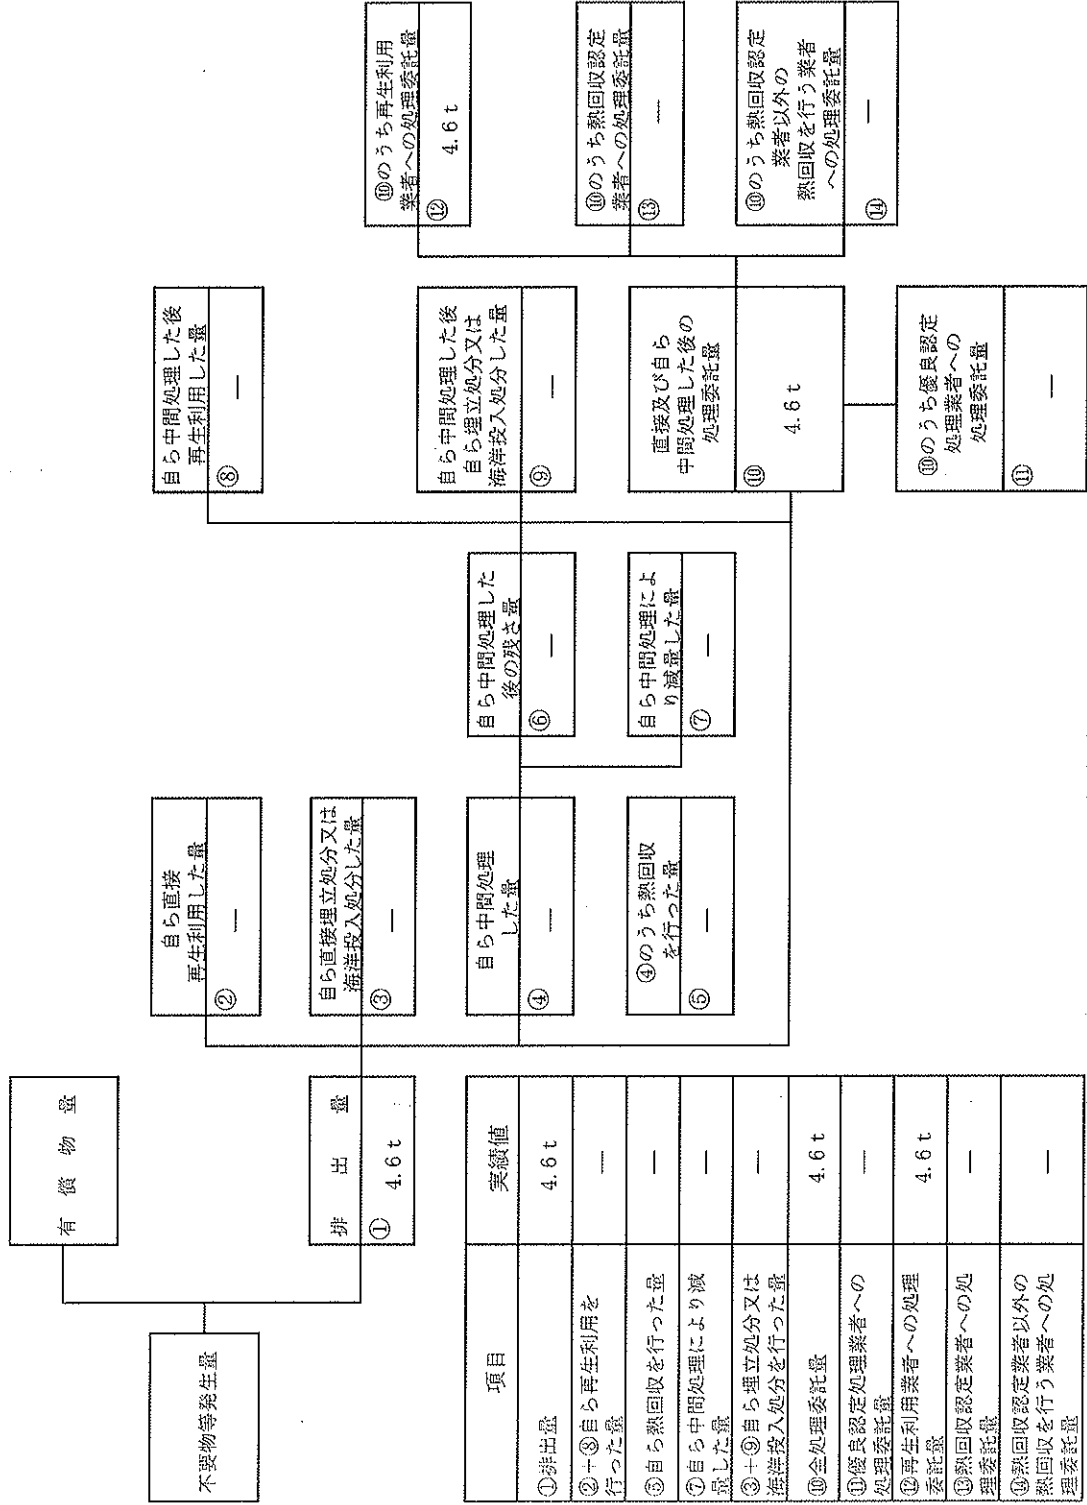 不要物等発生量
有償物量
排出量
①
4.6t
自ら直接
再生利用した量
②
—
自ら直接埋立処分又は
海洋投入処分した量
③
—
自ら中間処理
した量
④
—
④のうち熱回収
を行った量
⑤
—
自ら中間処理した
後の残さ量
⑥
—
自ら中間処理によ
り減量した量
⑦
—
自ら中間処理した後
再生利用した量
⑧
—
自ら中間処理した後
自ら埋立処分又は
海洋投入処分した量
⑨
—
直接及び自ら
中間処理した後の
処理委託量
⑩
4.6t
⑩のうち優良認定
処理業者への
処理委託量
⑪
—
⑩のうち再生利用
業者への処理委託量
⑫
4.6t
⑩のうち熱回収認定
業者への処理委託量
⑬
—
⑩のうち熱回収認定
業者以外の
熱回収を行う業者
への処理委託量
⑭
—
項目 実績値
①排出量 4.6t
②+⑧自ら再生利用を
行った量 —
⑤自ら熱回収を行った量 —
⑦自ら中間処理により減
量した量 —
③+⑨自ら埋立処分又は
海洋投入処分を行った量 —
⑩全処理委託量 4.6t
⑪優良認定処理業者への
処理委託量 —
⑫再生利用業者への処理
委託量 4.6t
⑬熱回収認定業者への処
理委託量 —
⑭熱回収認定業者以外の
熱回収を行う業者への処
理委託量 —